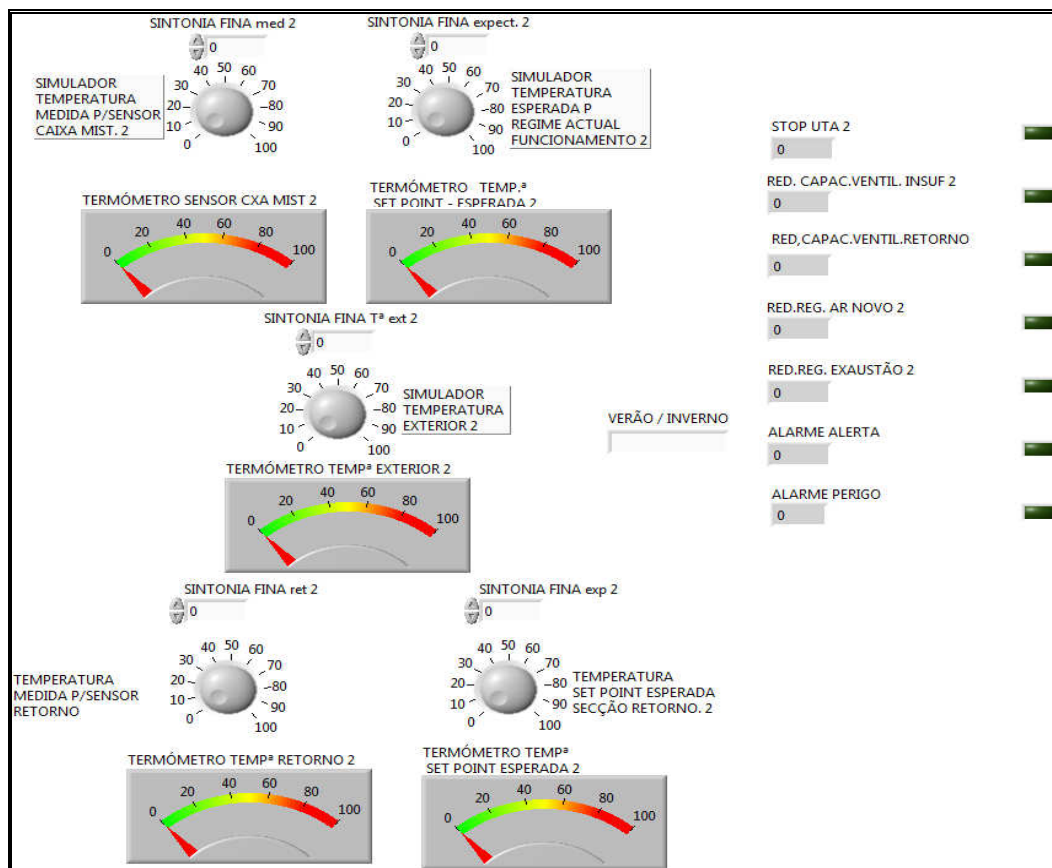 SINTONIA FINA med 2
0
SIMULADOR
TEMPERATURA
MEDIDA P/SENSOR
CAIXA MIST. 2
0 10 20 30 40 50 60 70 80 90 100
SINTONIA FINA expect. 2
0
0 10 20 30 40 50 60 70 80 90 100
SIMULADOR
TEMPERATURA
ESPERADA P
REGIME ACTUAL
FUNCIONAMENTO 2
TERMÓMETRO SENSOR CXA MIST 2
0 20 40 60 80 100
TERMÓMETRO TEMP.ª
SET POINT - ESPERADA 2
0 20 40 60 80 100
SINTONIA FINA Tª ext 2
0
0 10 20 30 40 50 60 70 80 90 100
SIMULADOR
TEMPERATURA
EXTERIOR 2
TERMÓMETRO TEMPª EXTERIOR 2
0 20 40 60 80 100
SINTONIA FINA ret 2
0
TEMPERATURA
MEDIDA P/SENSOR
RETORNO
0 10 20 30 40 50 60 70 80 90 100
SINTONIA FINA exp 2
0
0 10 20 30 40 50 60 70 80 90 100
TEMPERATURA
SET POINT ESPERADA
SECÇÃO RETORNO. 2
TERMÓMETRO TEMPª RETORNO 2
0 20 40 60 80 100
TERMÓMETRO TEMPª
SET POINT ESPERADA 2
0 20 40 60 80 100
VERÃO / INVERNO
STOP UTA 2
0
RED. CAPAC.VENTIL. INSUF 2
0
RED,CAPAC.VENTIL.RETORNO
0
RED.REG. AR NOVO 2
0
RED.REG. EXAUSTÃO 2
0
ALARME ALERTA
0
ALARME PERIGO
0